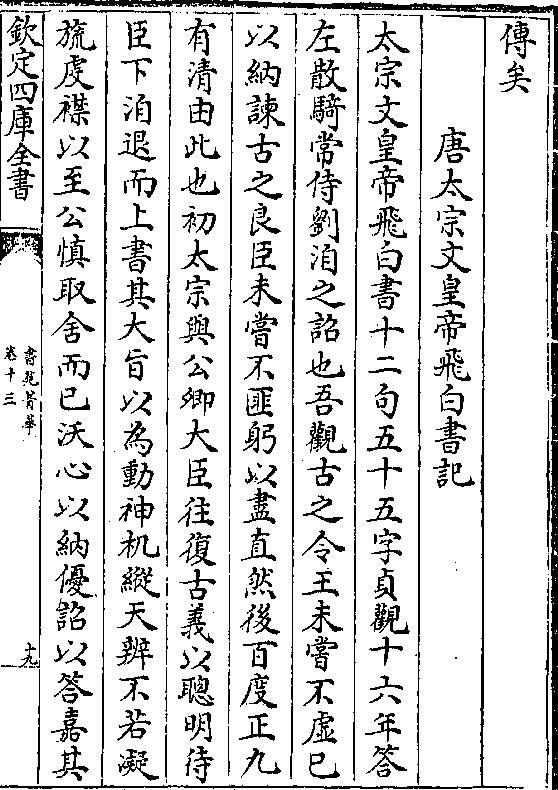 傳矣
唐太宗文皇帝飛白書記
太宗文皇帝飛白書十二句五十五字貞觀十六年答
左散騎常侍劉洎之詔也吾觀古之令王未嘗不虛已
以納諫古之良臣未嘗不匪躬以盡直然後百度正九
有清由此也初太宗與公卿大臣往復古義以聰明待
臣下洎退而上書其大旨以為動神机縱天辨不若凝
旒虔襟以至公慎取舍而已沃心以納優詔以答嘉其
欽定四庫全書
書苑菁華
卷十三
十九